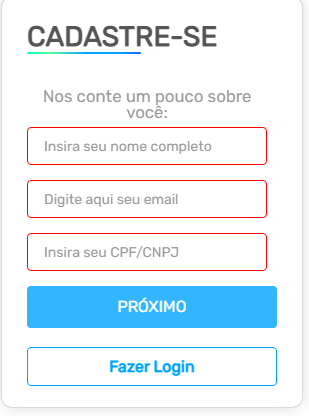 CADASTRE-SE
Nos conte um pouco sobre
você:
Insira seu nome completo
Digite aqui seu email
Insira seu CPF/CNPJ
PRÓXIMO
Fazer Login